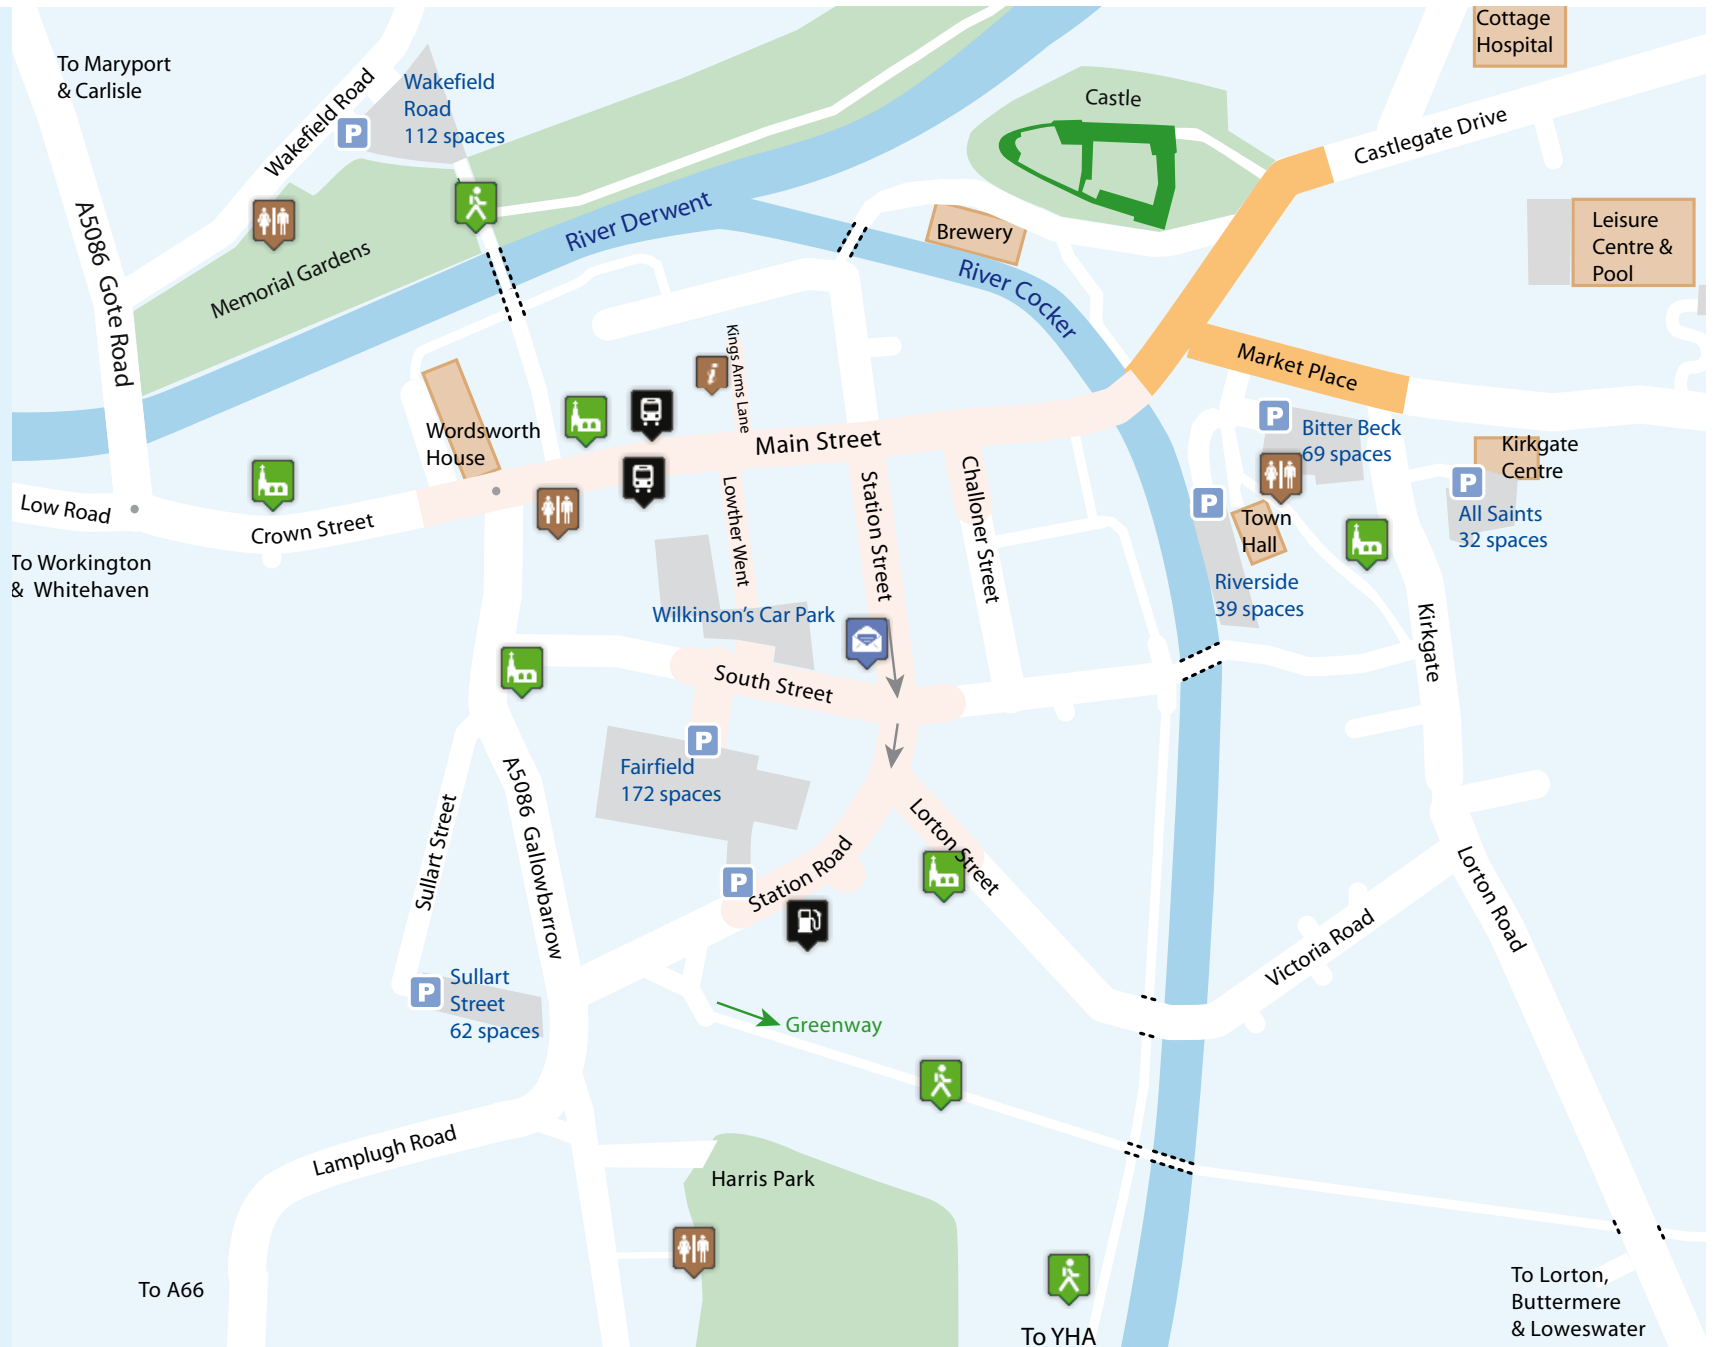 Cottage
Hospital
To Maryport
& Carlisle
Wakefield Road
Wakefield
Road
112 spaces
P
Castle
Castlegate Drive
A5086 Gote Road
Memorial Gardens
River Derwent
Brewery
River Cocker
Leisure
Centre &
Pool
Kings Arms Lane
i
Market Place
P
Bitter Beck
69 spaces
Wordsworth
House
Main Street
Kirkgate
Centre
P
All Saints
32 spaces
Low Road
Crown Street
Lowther Went
Station Street
Challoner Street
P
Town
Hall
To Workington
& Whitehaven
Riverside
39 spaces
Wilkinson's Car Park
Kirkgate
South Street
P
Fairfield
172 spaces
A5086 Gallowbarrow
Sullart Street
Lorton Street
P
Station Road
Lorton Road
Victoria Road
P
Sullart
Street
62 spaces
Greenway
Lamplugh Road
Harris Park
To A66
To YHA
To Lorton,
Buttermere
& Loweswater